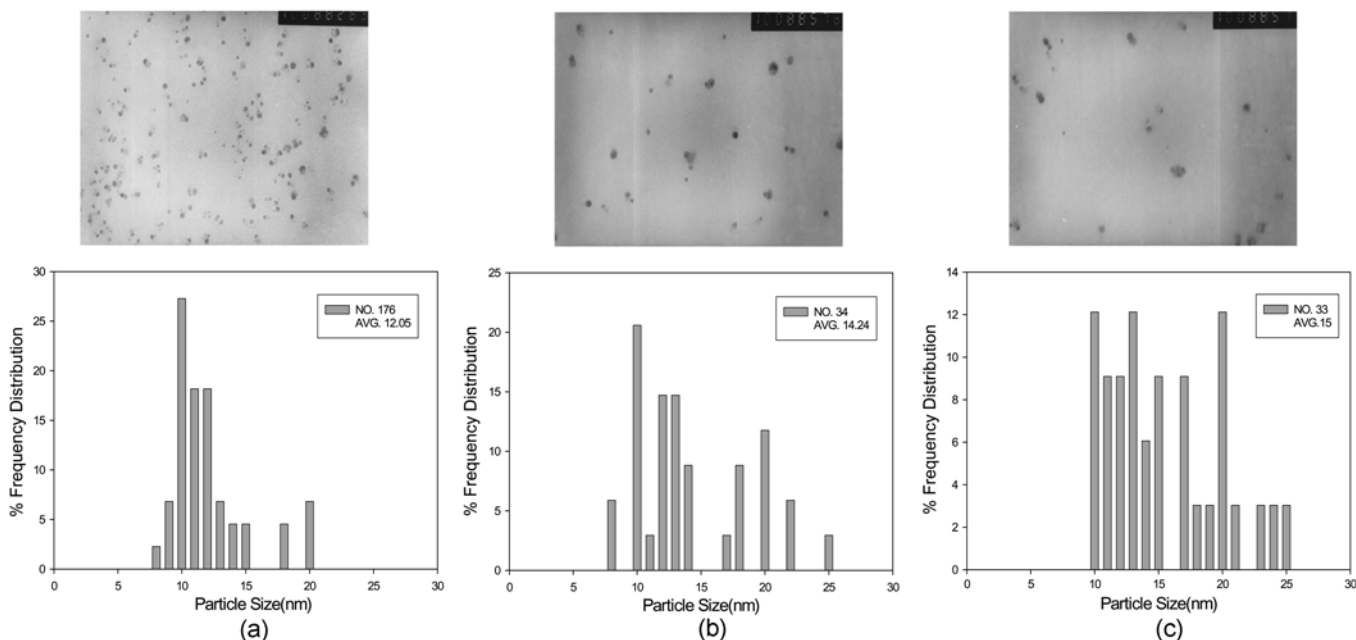 % Frequency Distribution
30
25
20
15
10
5
0
NO. 176
AVG. 12.05
0 5 10 15 20 25 30
Particle Size(nm)
(a)
% Frequency Distribution
25
20
15
10
5
0
NO. 34
AVG. 14.24
0 5 10 15 20 25 30
Particle Size(nm)
(b)
% Frequency Distribution
14
12
10
8
6
4
2
0
NO. 33
AVG.15
0 5 10 15 20 25 30
Particle Size(nm)
(c)